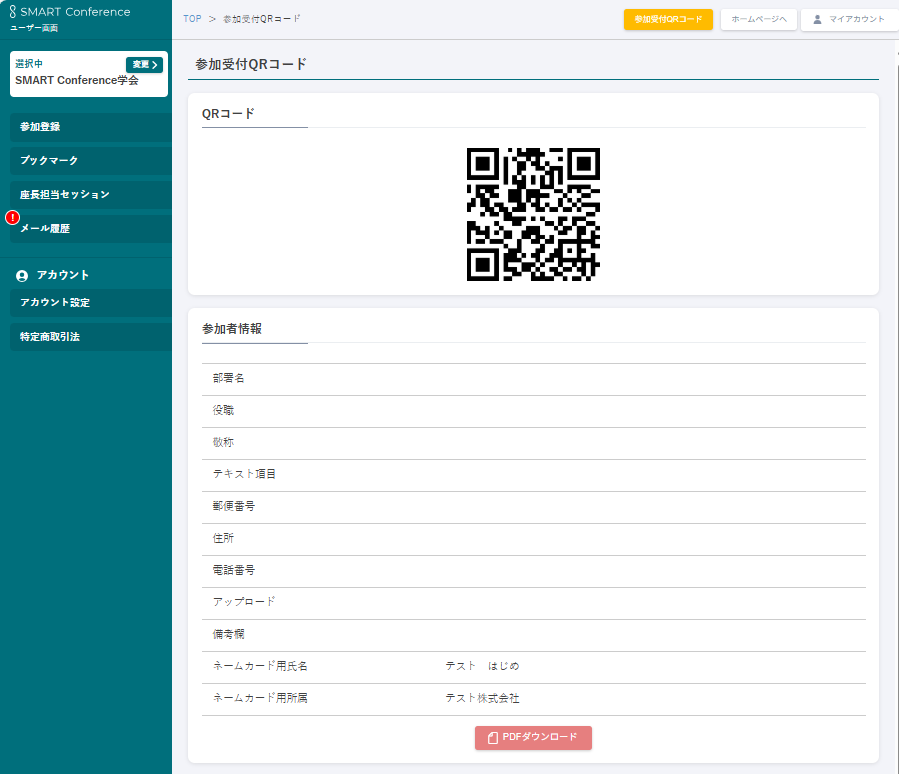 SMART Conference
ユーザー画面
選択中
変更
SMART Conference学会
参加登録
ブックマーク
座長担当セッション
!
メール履歴
アカウント
アカウント設定
特定商取引法
TOP > 参加受付QRコード
参加受付QRコード
ホームページへ
マイアカウント
参加受付QRコード
QRコード
参加者情報
部署名
役職
敬称
テキスト項目
郵便番号
住所
電話番号
アップロード
備考欄
ネームカード用氏名 テスト　はじめ
ネームカード用所属 テスト株式会社
PDFダウンロード